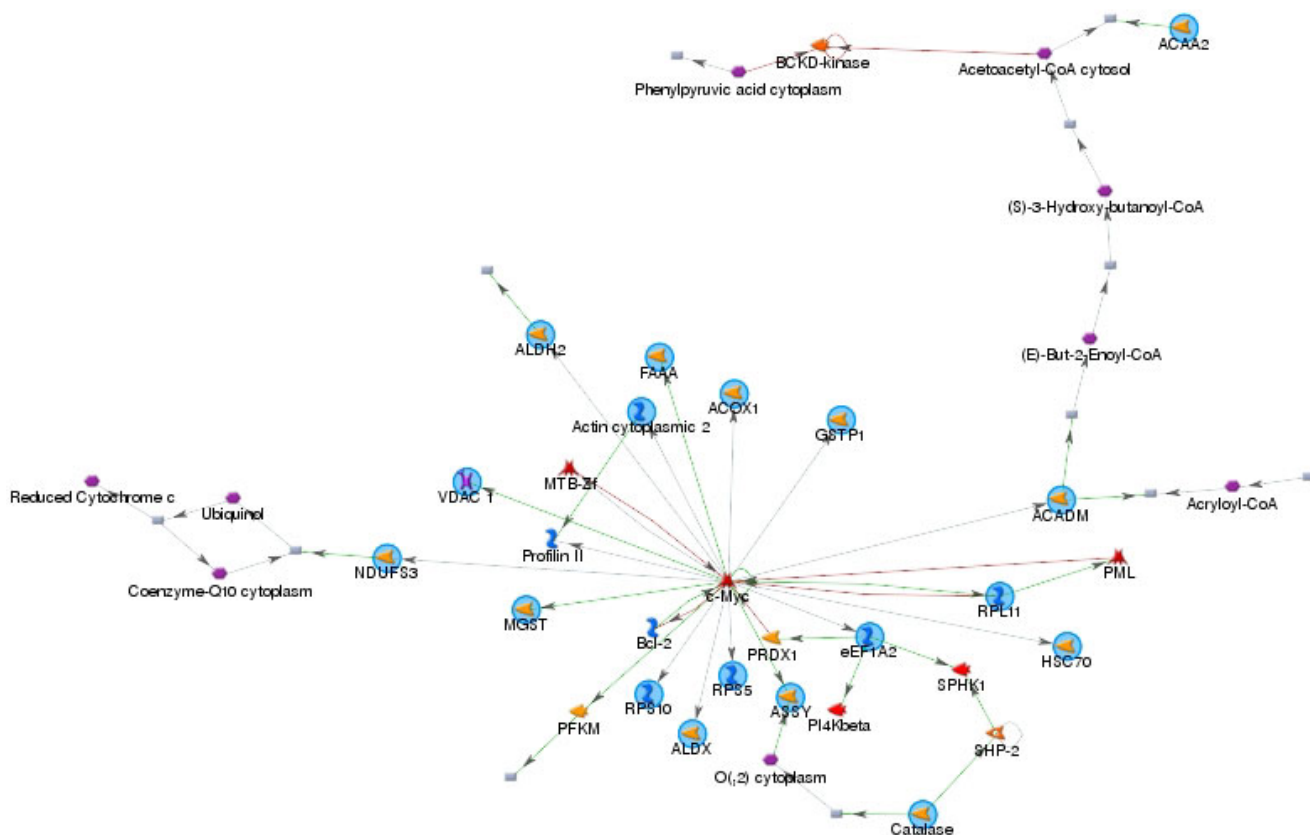 ACAA2
BCKD-kinase
Acetoacetyl-CoA cytosol
Phenylpyruvic acid cytoplasm
(S)-3-Hydroxy-butanoyl-CoA
ALDH2
(E)-But-2-Enoyl-CoA
FAAA
ACOX1
Actin cytoplasmic 2
GSTP1
MTB-Zf
Reduced Cytochrome c
VDAC 1
Ubiquinol
Acryloyl-CoA
ACADM
Profilin II
NDUFS3
PML
Coenzyme-Q10 cytoplasm
c-Myc
RPL11
MGST
Bcl-2
PRDX1
eEF1A2
HSC70
SPHK1
RPS5
RPS10
ASSY
PI4Kbeta
PFKM
ALDX
SHP-2
O(,2) cytoplasm
Catalase